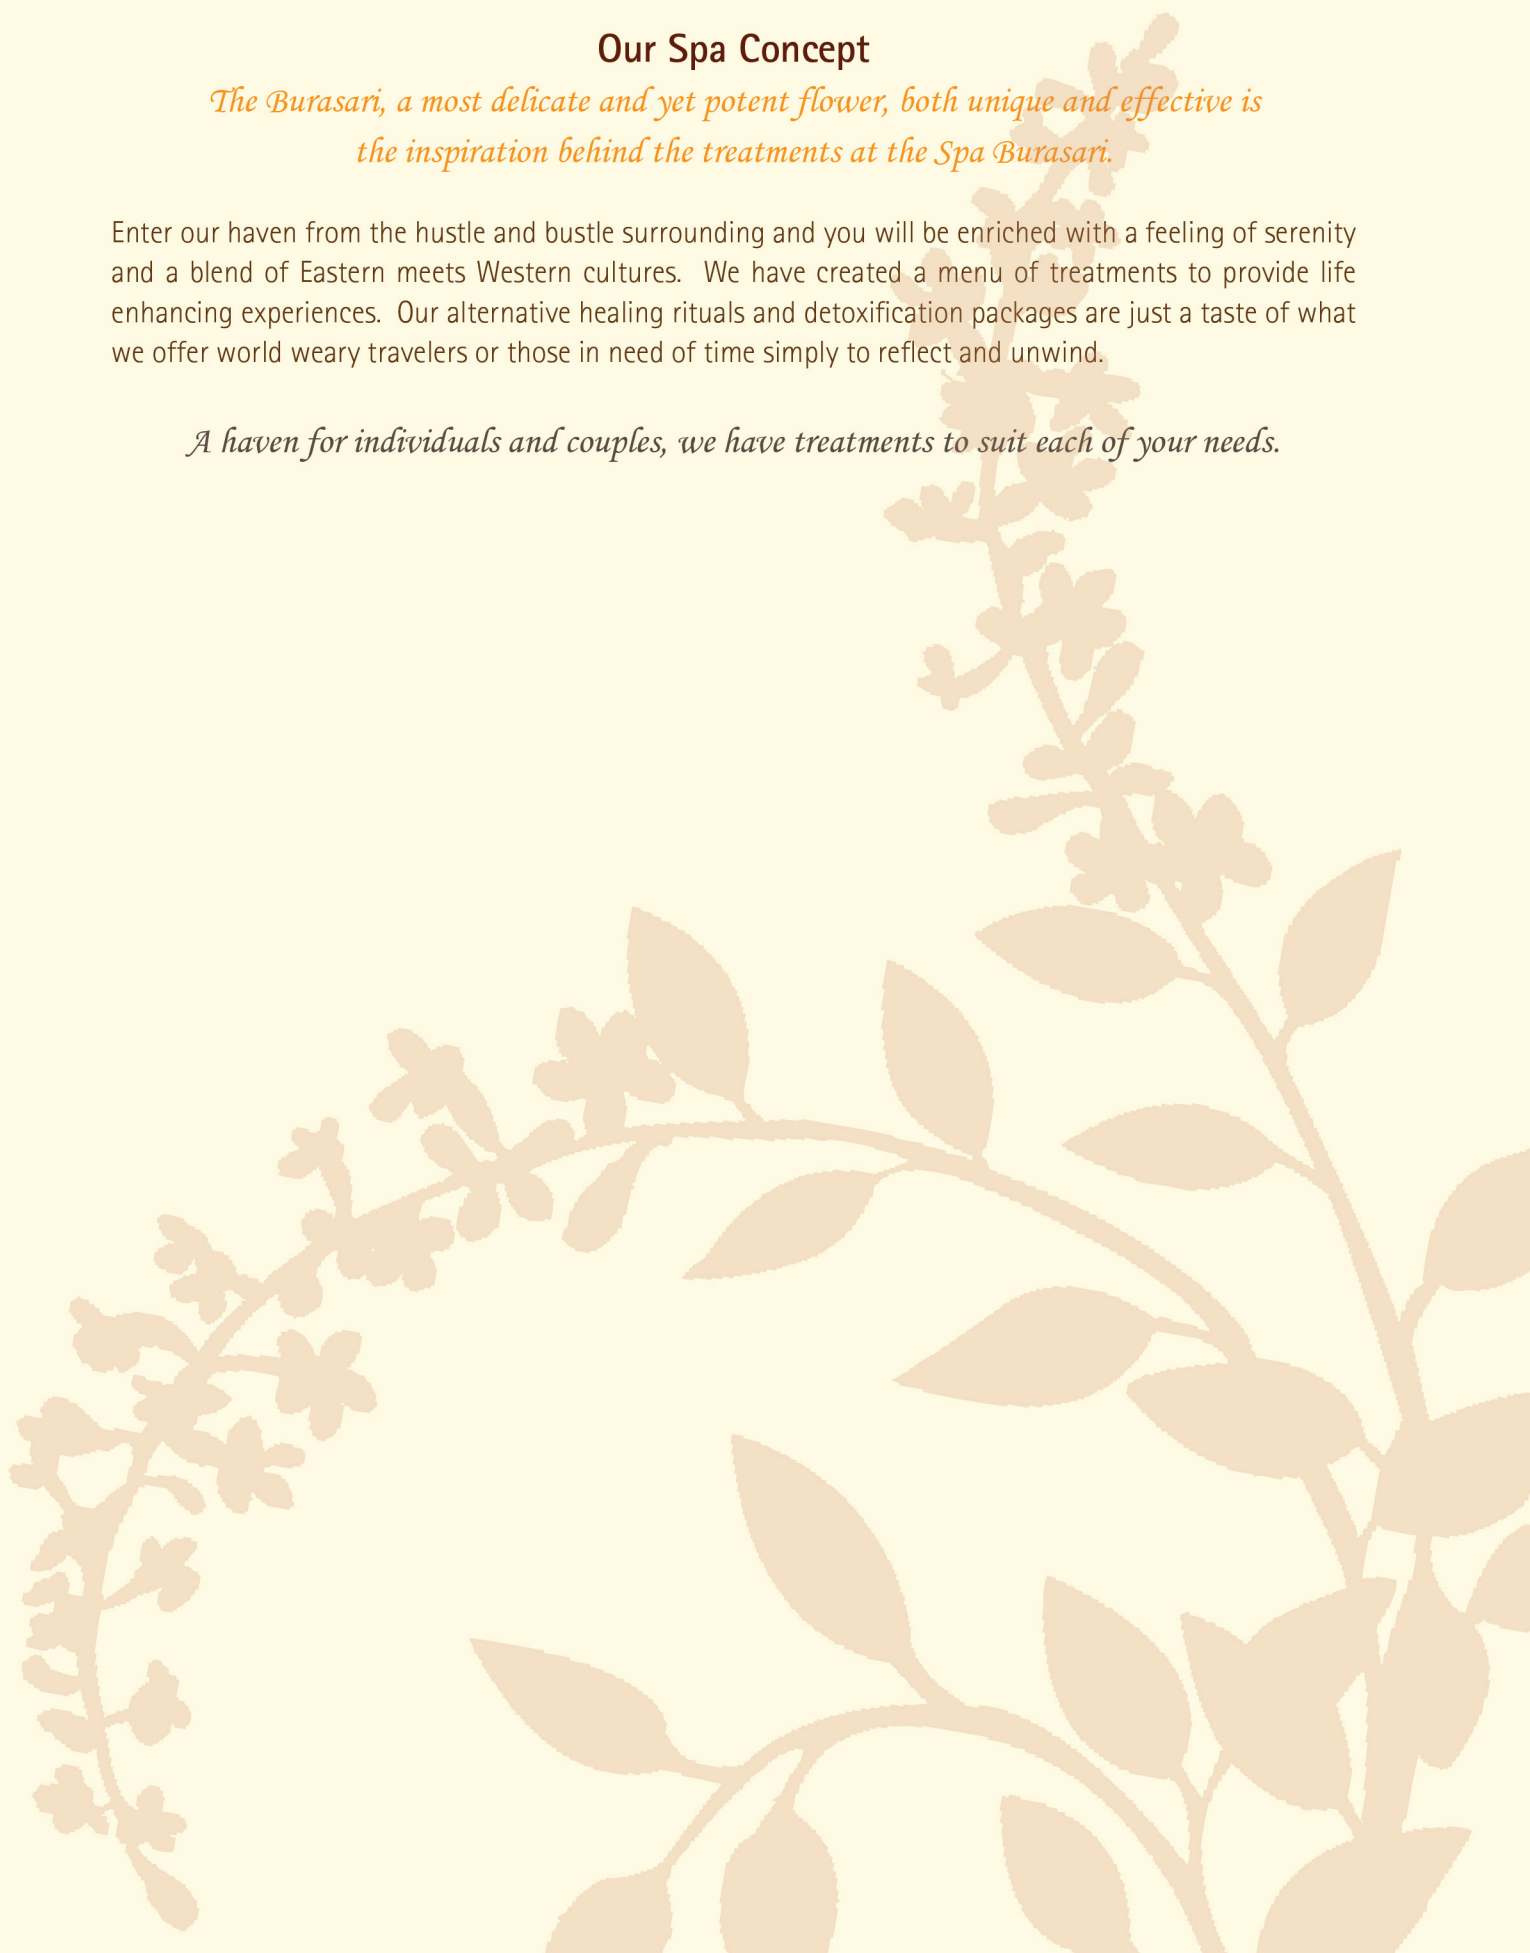 Our Spa Concept
The Burasari, a most delicate and yet potent flower, both unique and effective is
the inspiration behind the treatments at the Spa Burasari.
Enter our haven from the hustle and bustle surrounding and you will be enriched with a feeling of serenity
and a blend of Eastern meets Western cultures.  We have created a menu of treatments to provide life
enhancing experiences.  Our alternative healing rituals and detoxification packages are just a taste of what
we offer world weary travelers or those in need of time simply to reflect and unwind.
A haven for individuals and couples, we have treatments to suit each of your needs.